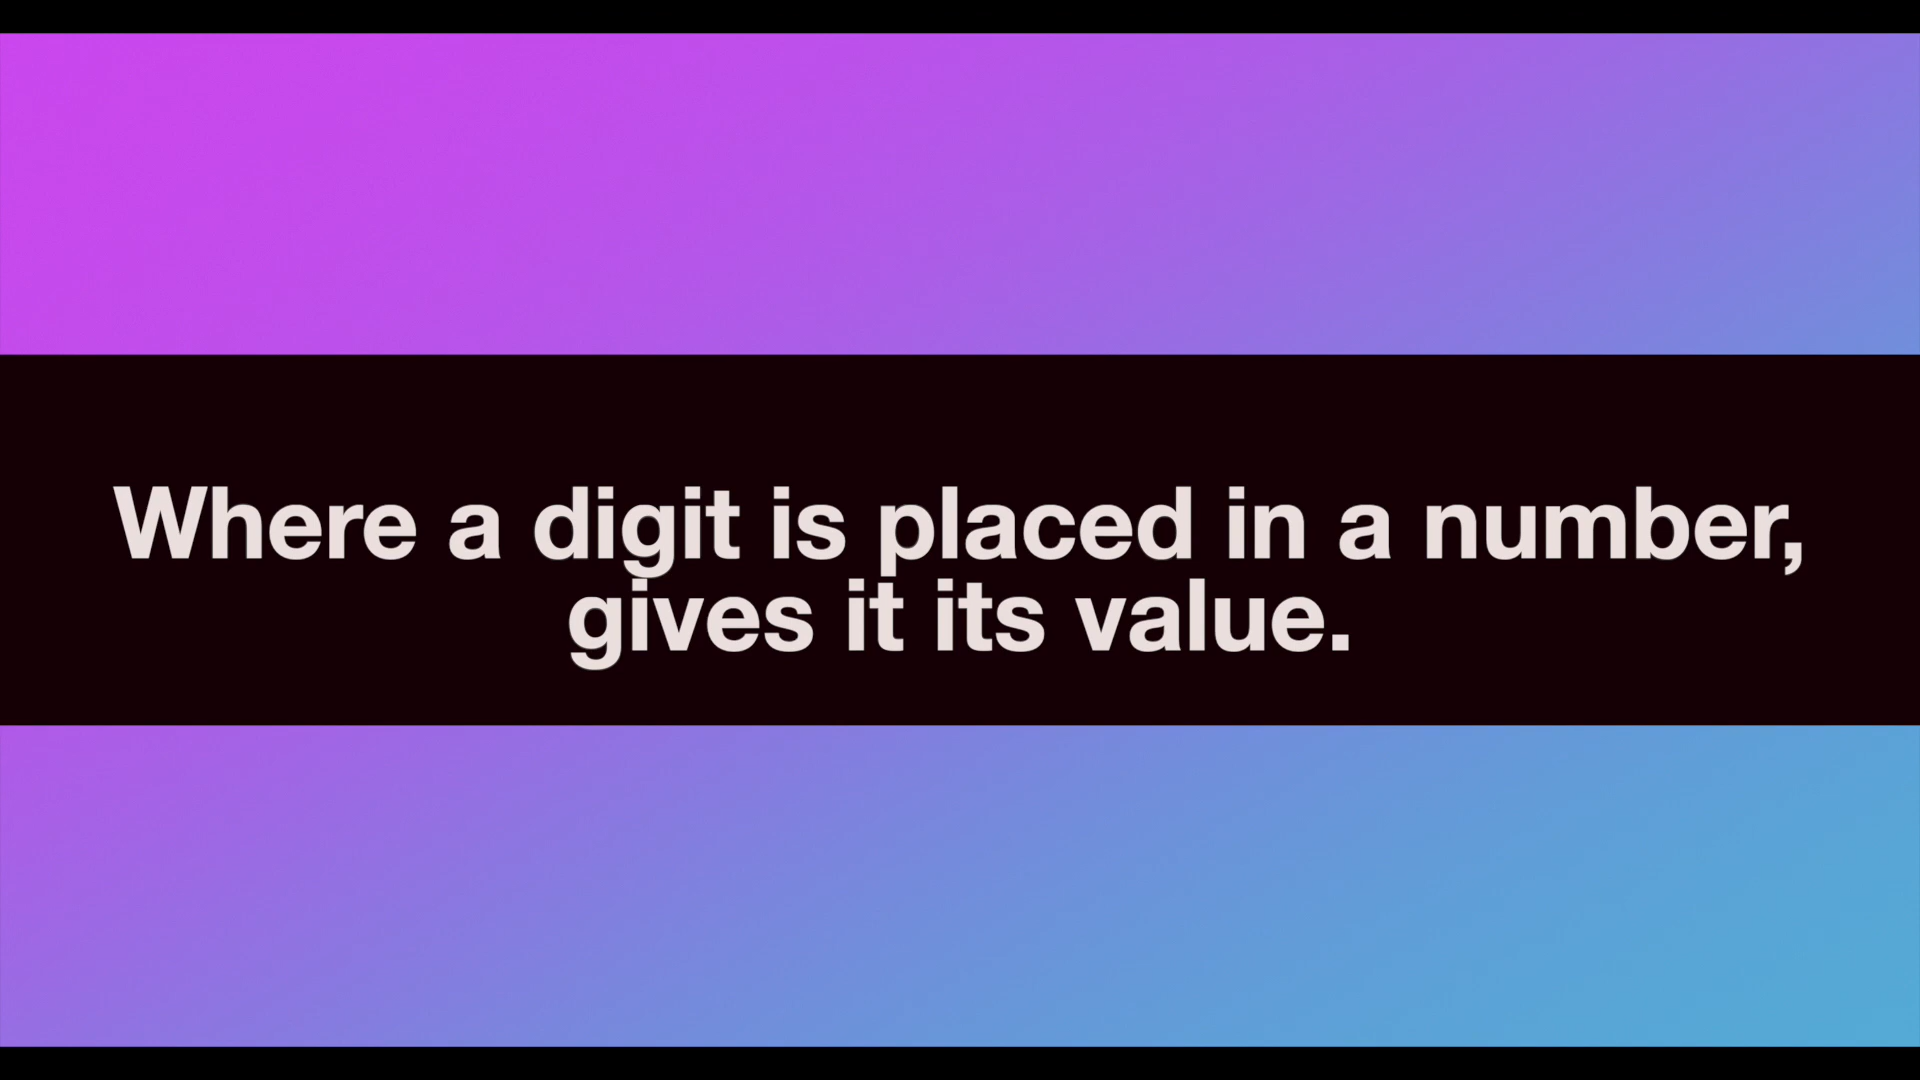 Where a digit is placed in a number,
gives it its value.